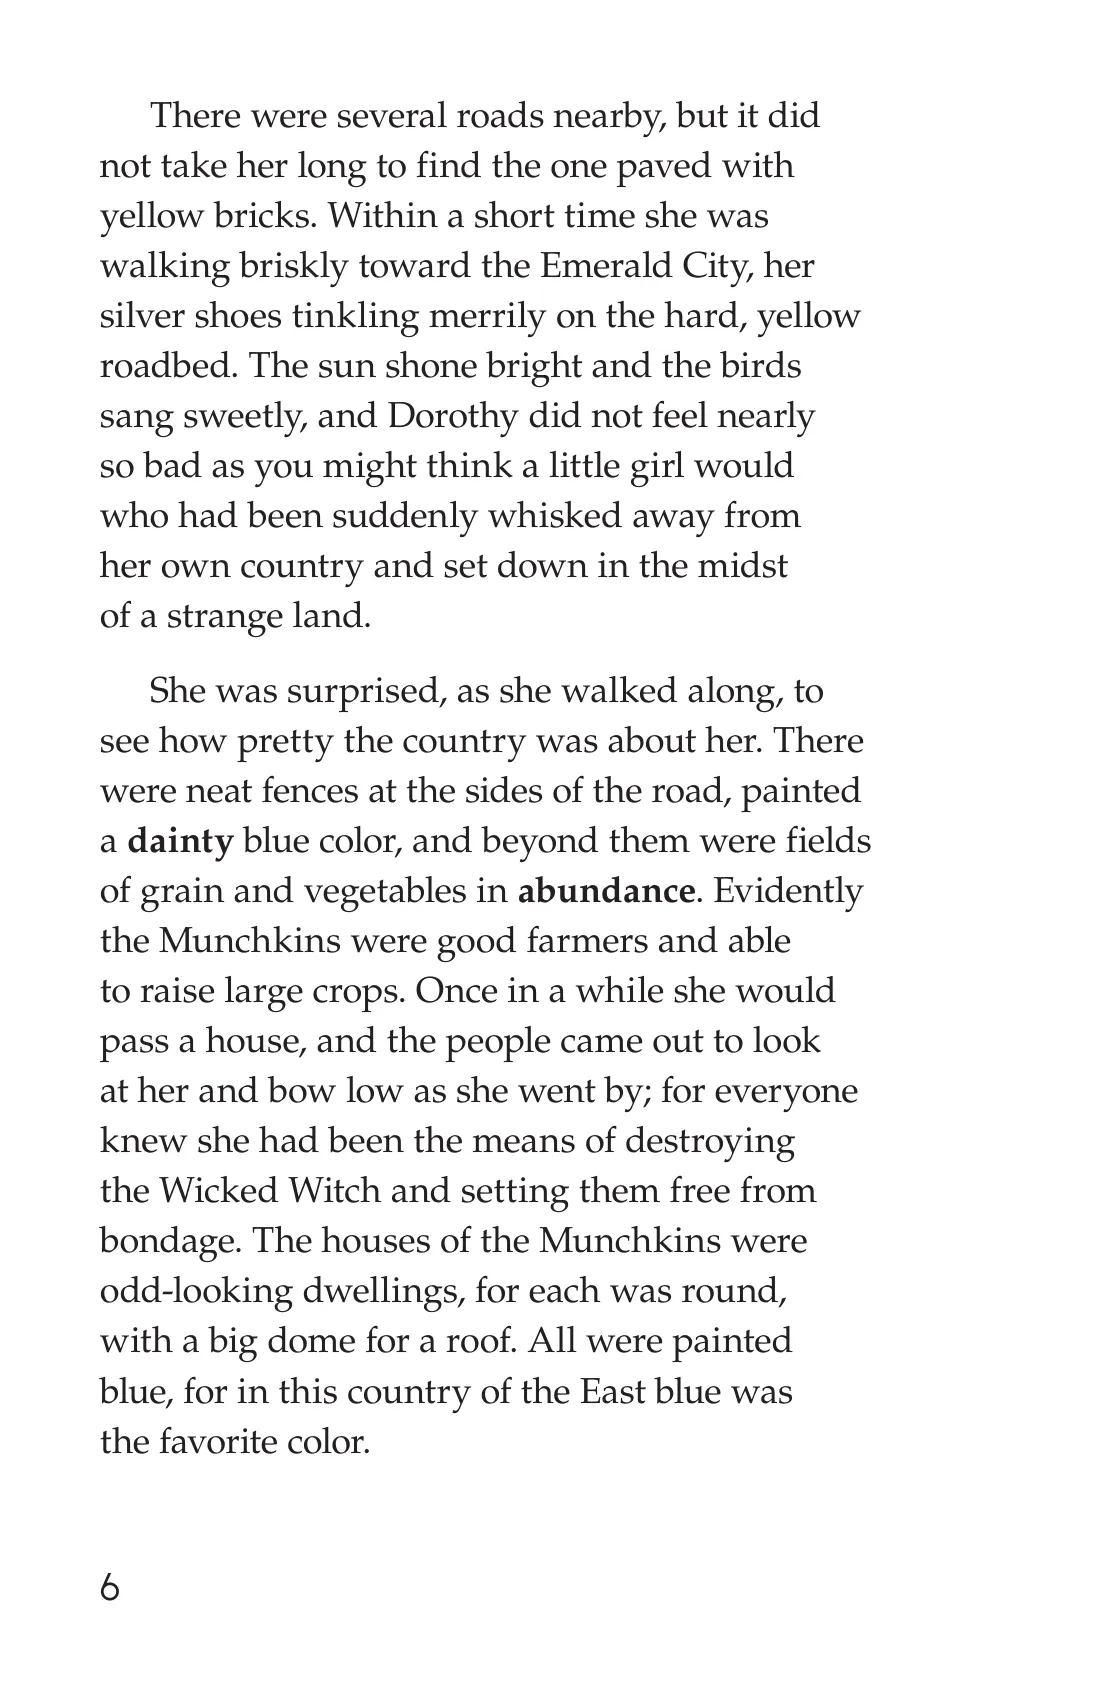 There were several roads nearby, but it did
not take her long to find the one paved with
yellow bricks. Within a short time she was
walking briskly toward the Emerald City, her
silver shoes tinkling merrily on the hard, yellow
roadbed. The sun shone bright and the birds
sang sweetly, and Dorothy did not feel nearly
so bad as you might think a little girl would
who had been suddenly whisked away from
her own country and set down in the midst
of a strange land.
She was surprised, as she walked along, to
see how pretty the country was about her. There
were neat fences at the sides of the road, painted
a dainty blue color, and beyond them were fields
of grain and vegetables in abundance. Evidently
the Munchkins were good farmers and able
to raise large crops. Once in a while she would
pass a house, and the people came out to look
at her and bow low as she went by; for everyone
knew she had been the means of destroying
the Wicked Witch and setting them free from
bondage. The houses of the Munchkins were
odd-looking dwellings, for each was round,
with a big dome for a roof. All were painted
blue, for in this country of the East blue was
the favorite color.
6